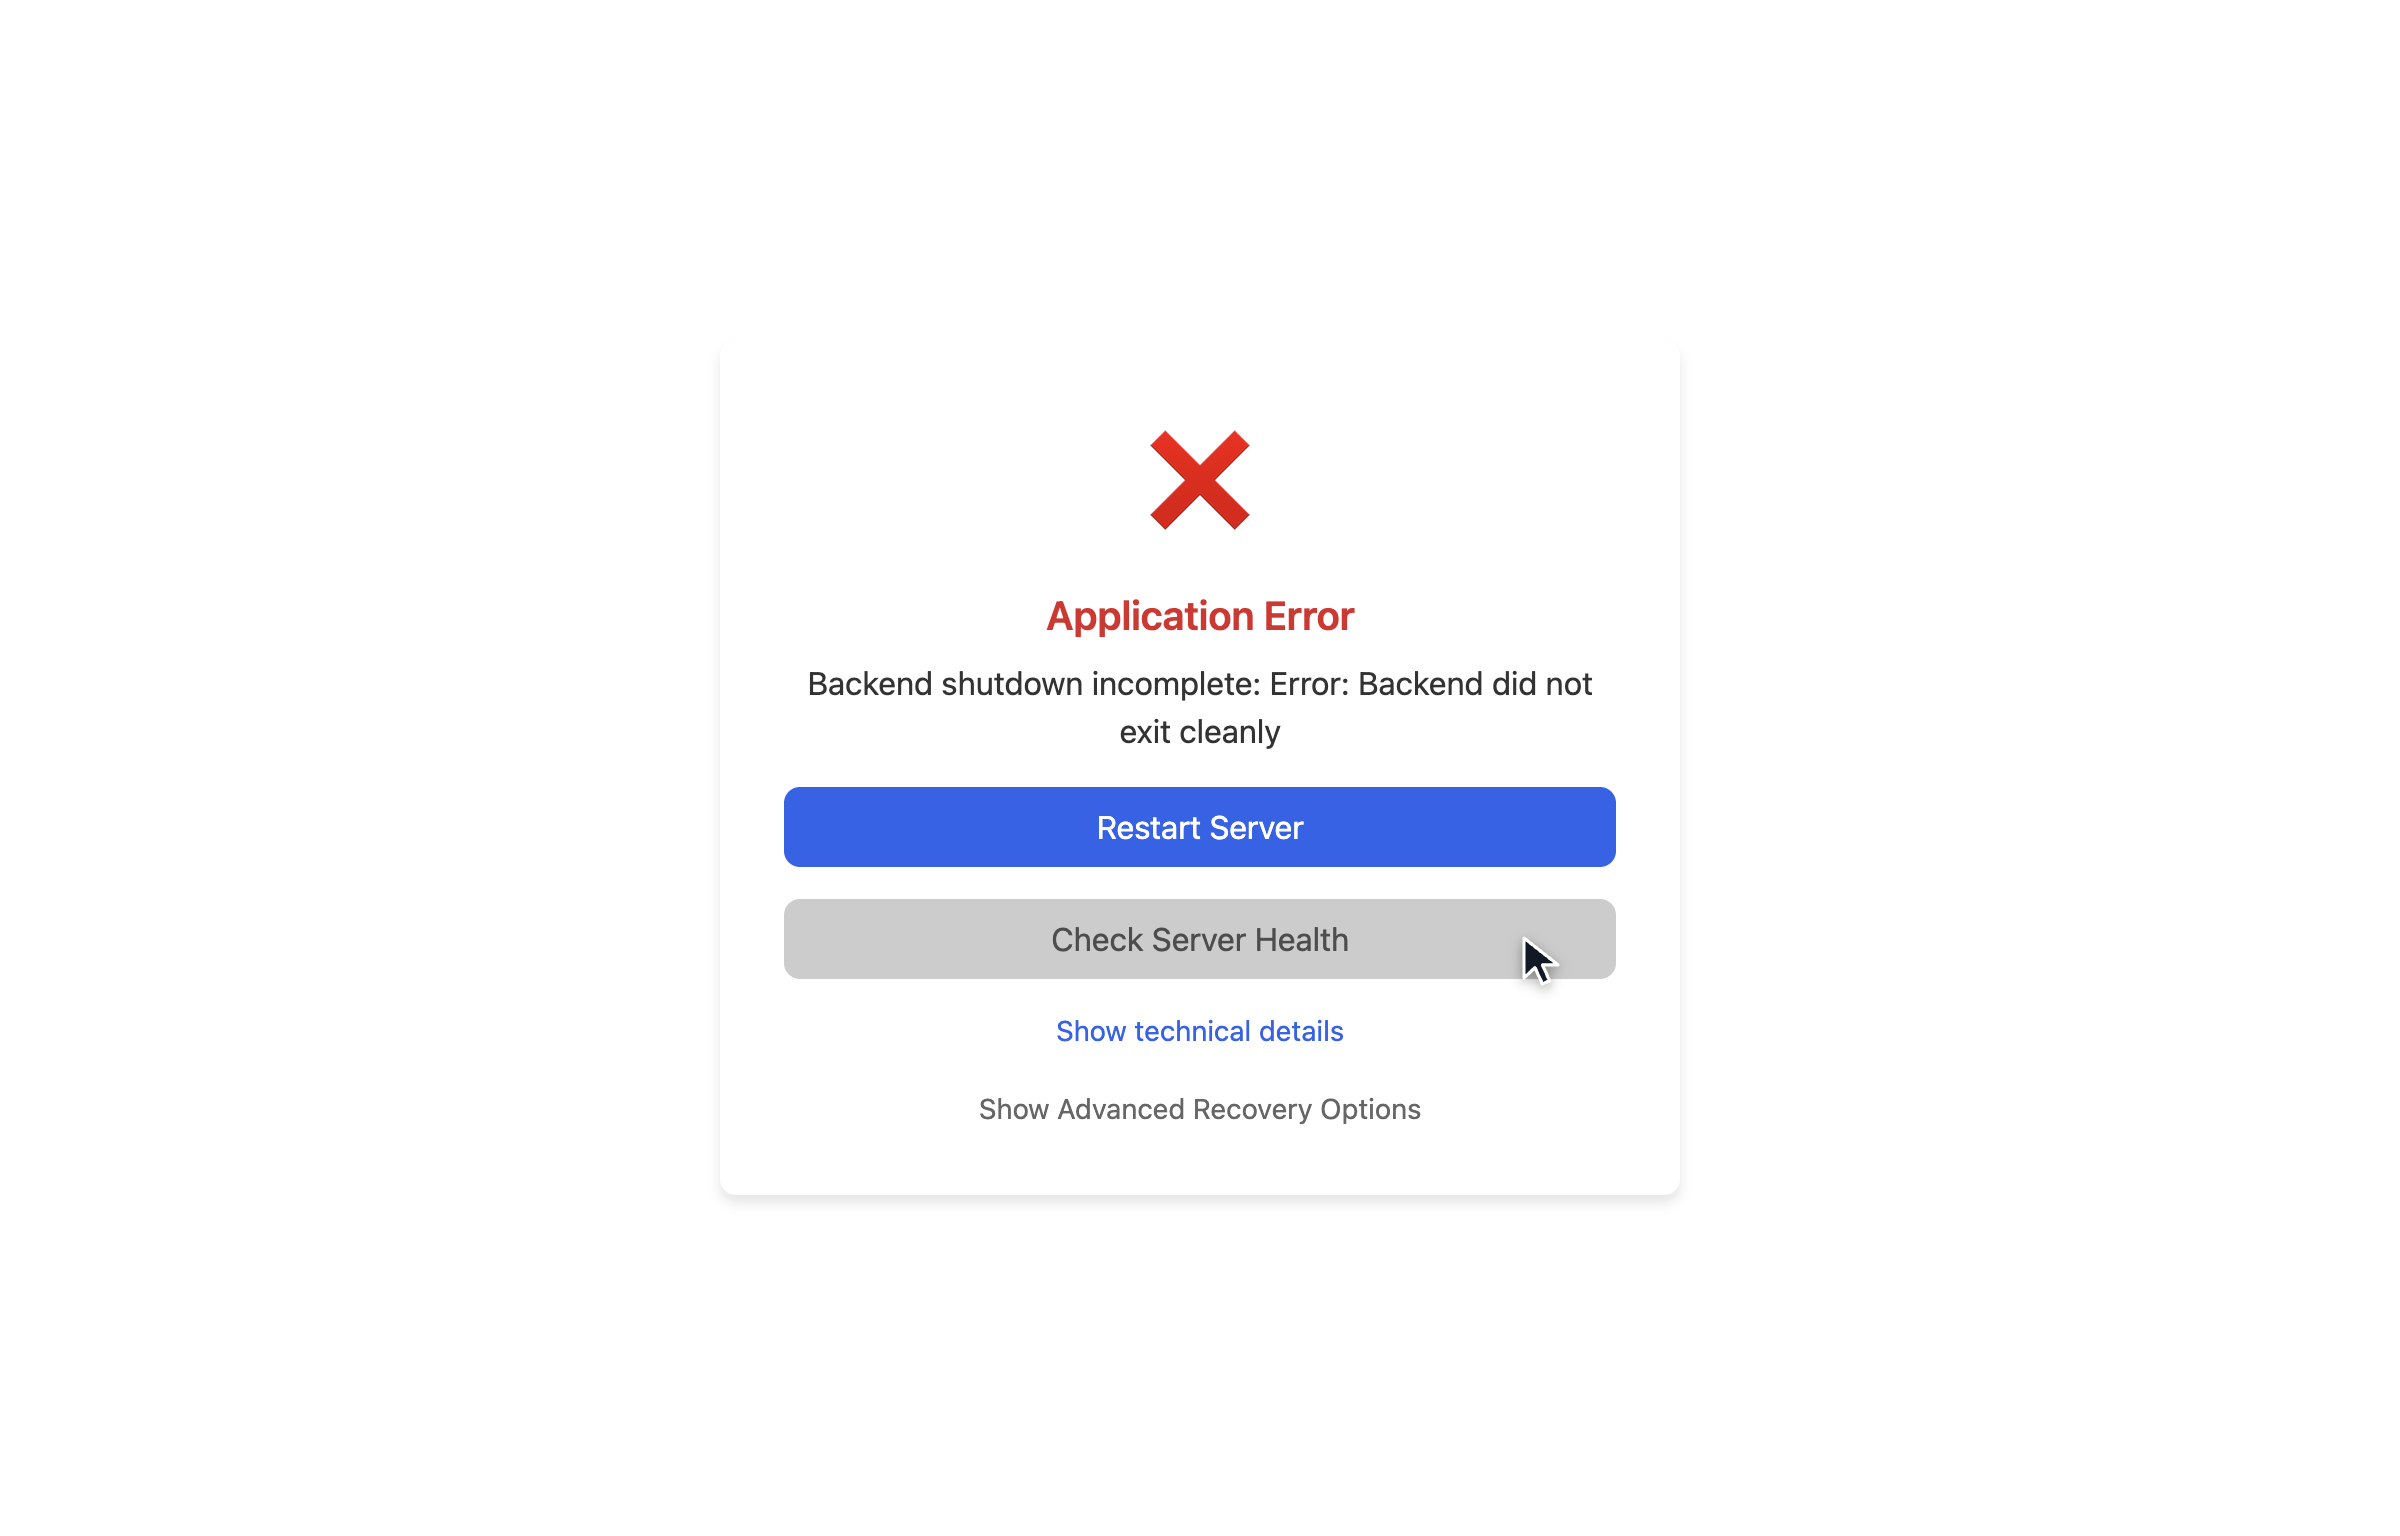 Application Error
Backend shutdown incomplete: Error: Backend did not
exit cleanly
Restart Server
Check Server Health
Show technical details
Show Advanced Recovery Options